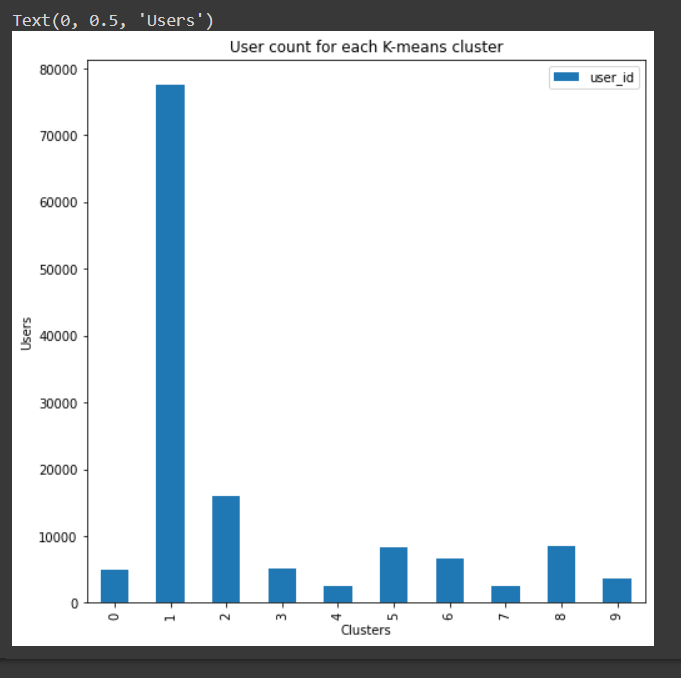 Text(0, 0.5, 'Users')
User count for each K-means cluster
user_id
80000
70000
60000
50000
40000
30000
20000
10000
0
Users
0 1 2 3 4 5 6 7 8 9
Clusters